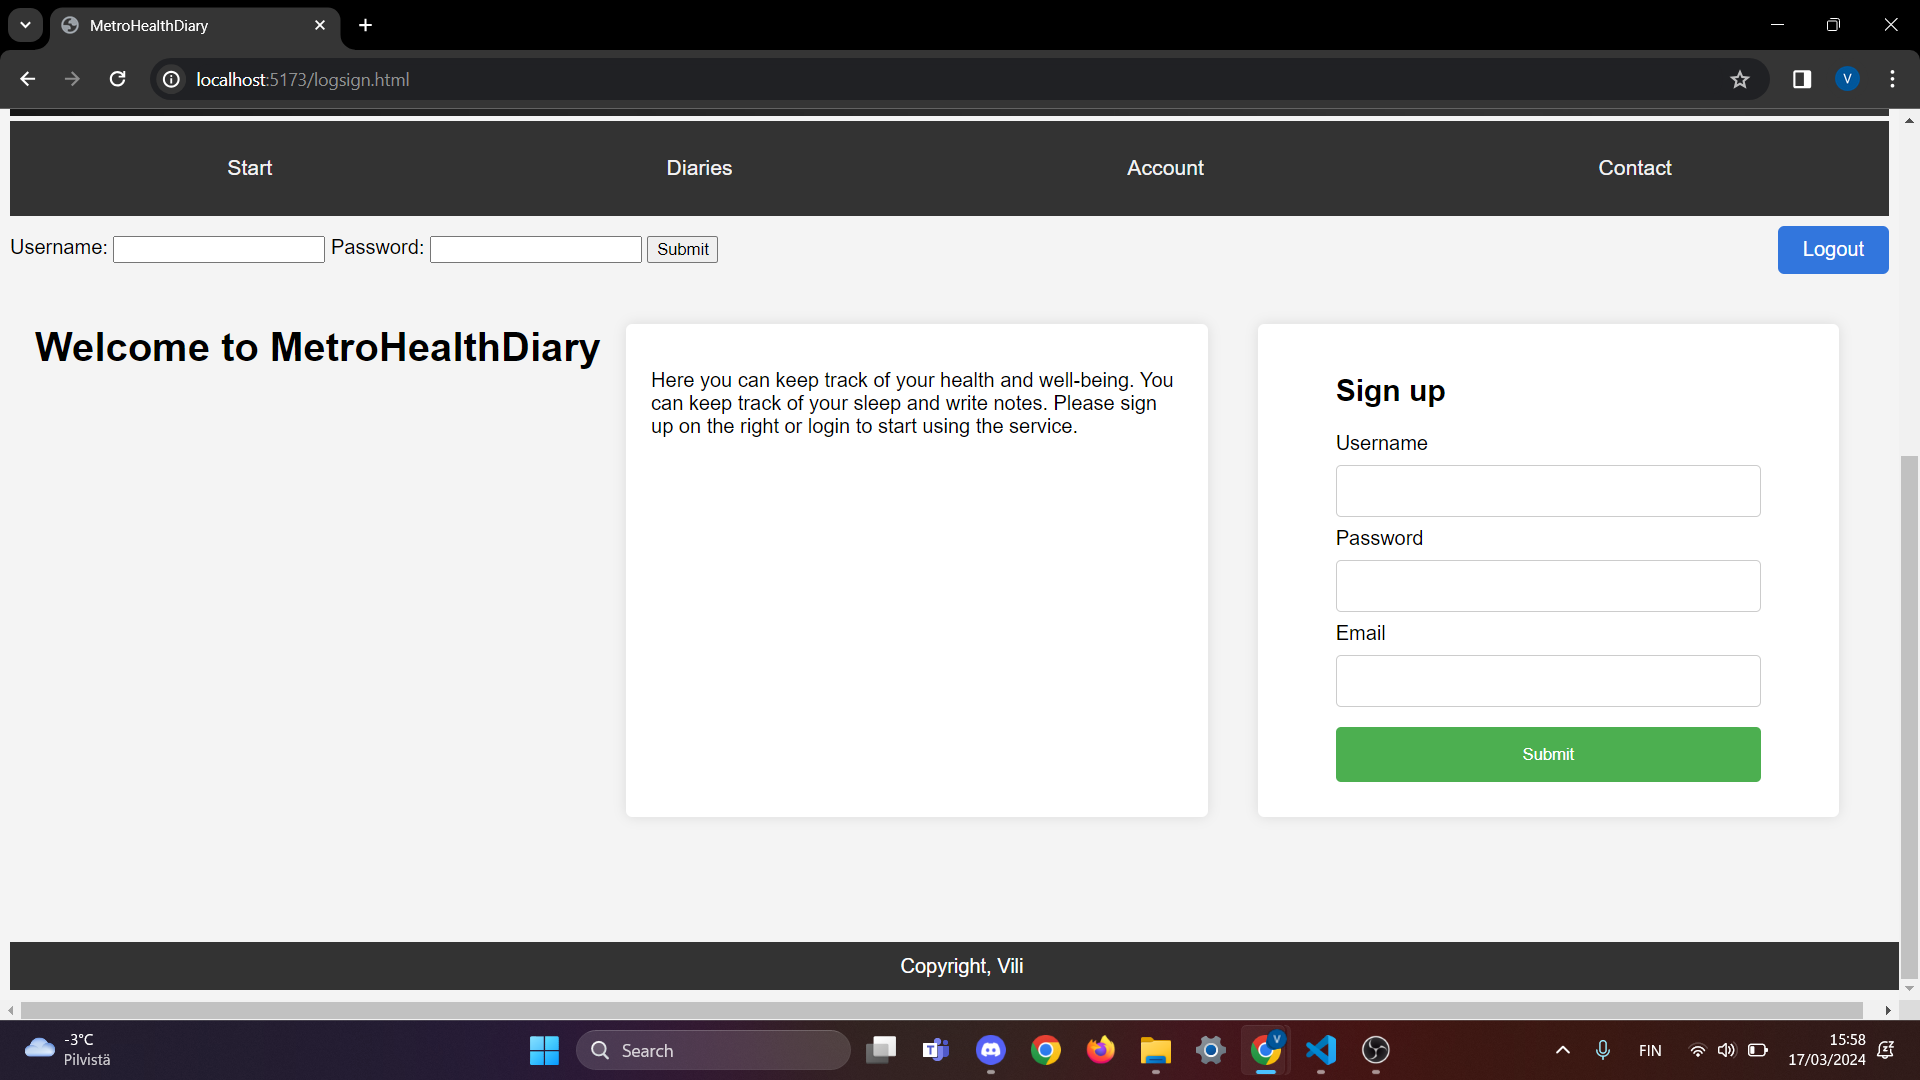 MetroHealthDiary
localhost:5173/logsign.html
V
Start Diaries Account Contact
Username: Password: Submit Logout
Welcome to MetroHealthDiary
Here you can keep track of your health and well-being. You
can keep track of your sleep and write notes. Please sign
up on the right or login to start using the service.
Sign up
Username
Password
Email
Submit
Copyright, Vili
-3°C
Pilvistä
Search
T
V
FIN
15:58
17/03/2024